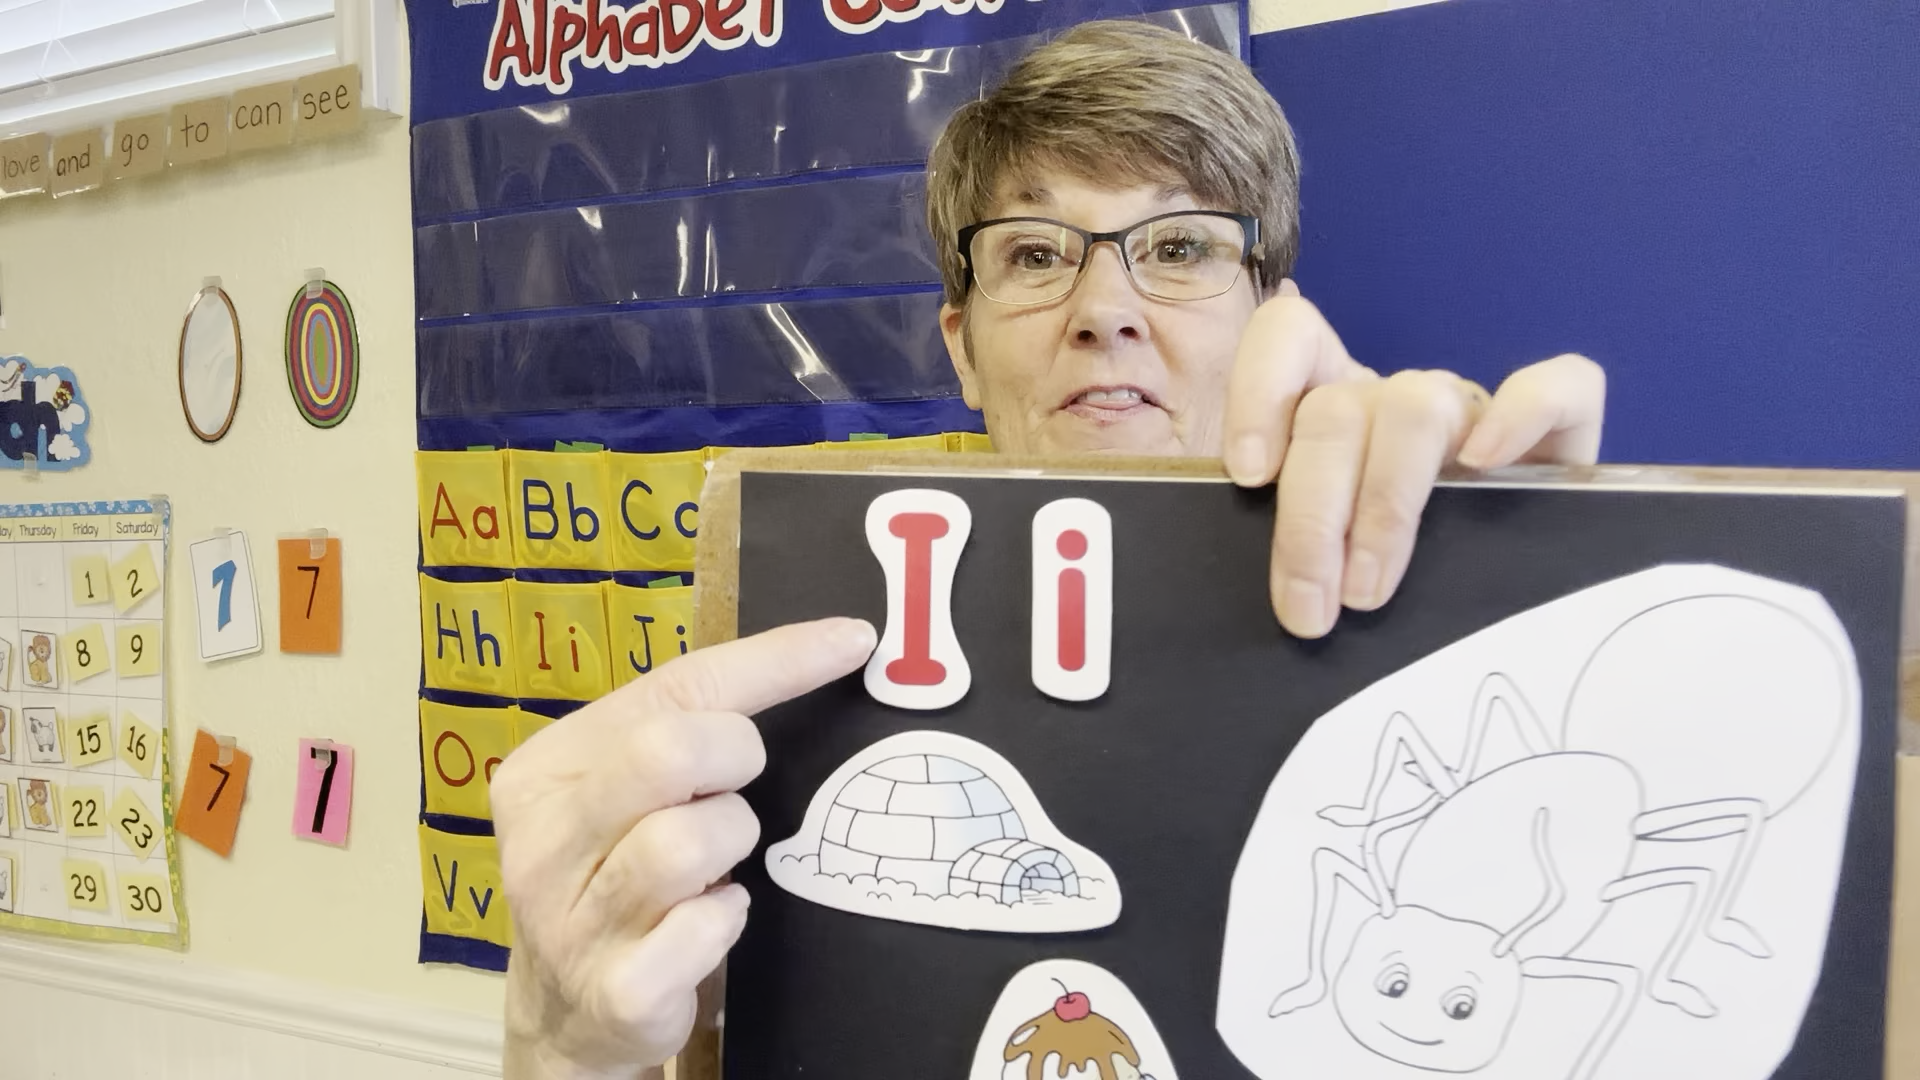 Alphabet
love and go to can see
Aa Bb Cc
Hh Ii Jj
Oo
Vv
I i
Thursday Friday Saturday
1 2
8 9
15 16
22 23
29 30
7 7
7 7